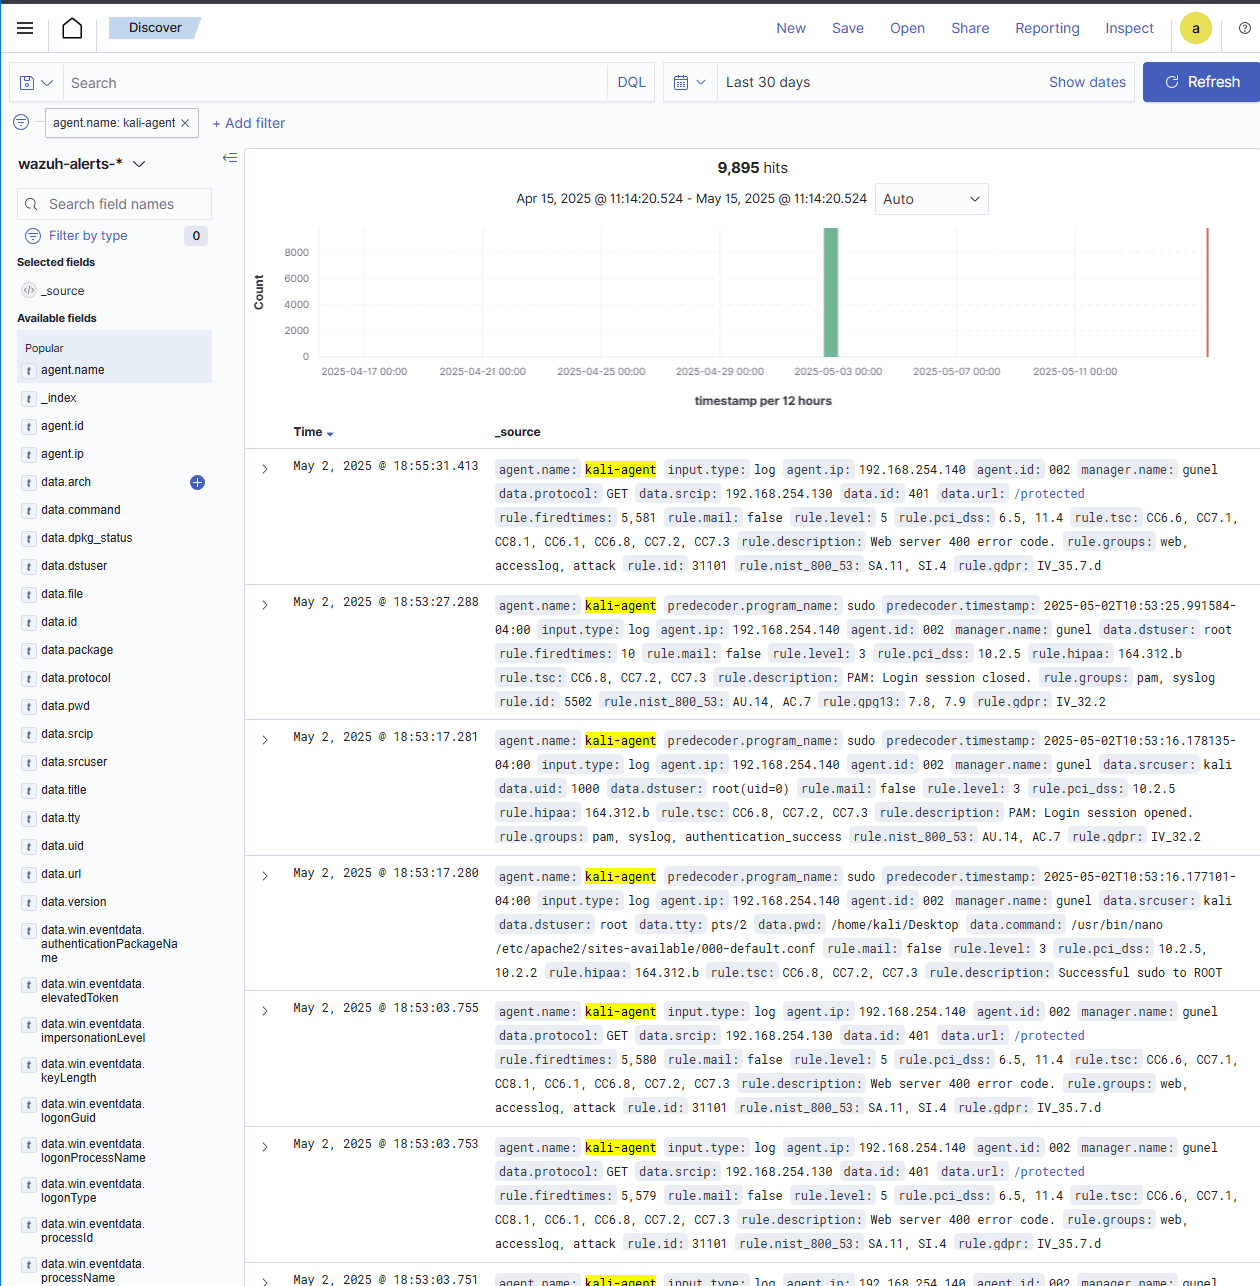 Discover
New Save Open Share Reporting Inspect a
Search DQL Last 30 days Show dates Refresh
agent.name: kali-agent × + Add filter
wazuh-alerts-*
Search field names
Filter by type 0
Selected fields
_source
Available fields
Popular
t agent.name
t _index
t agent.id
t agent.ip
t data.arch
t data.command
t data.dpkg_status
t data.dstuser
t data.file
t data.id
t data.package
t data.protocol
t data.pwd
t data.srcip
t data.srcuser
t data.title
t data.tty
t data.uid
t data.url
t data.version
t data.win.eventdata.
authenticationPackageNa
me
t data.win.eventdata.
elevatedToken
t data.win.eventdata.
impersonationLevel
t data.win.eventdata.
keyLength
t data.win.eventdata.
logonGuid
t data.win.eventdata.
logonProcessName
t data.win.eventdata.
logonType
t data.win.eventdata.
processId
t data.win.eventdata.
processName
9,895 hits
Apr 15, 2025 @ 11:14:20.524 - May 15, 2025 @ 11:14:20.524 Auto
Count
8000
6000
4000
2000
0
2025-04-17 00:00 2025-04-21 00:00 2025-04-25 00:00 2025-04-29 00:00 2025-05-03 00:00 2025-05-07 00:00 2025-05-11 00:00
timestamp per 12 hours
Time _source
May 2, 2025 @ 18:55:31.413 agent.name: kali-agent input.type: log agent.ip: 192.168.254.140 agent.id: 002 manager.name: gunel
data.protocol: GET data.srcip: 192.168.254.130 data.id: 401 data.url: /protected
rule.firedtimes: 5,581 rule.mail: false rule.level: 5 rule.pci_dss: 6.5, 11.4 rule.tsc: CC6.6, CC7.1,
CC8.1, CC6.1, CC6.8, CC7.2, CC7.3 rule.description: Web server 400 error code. rule.groups: web,
accesslog, attack rule.id: 31101 rule.nist_800_53: SA.11, SI.4 rule.gdpr: IV_35.7.d
May 2, 2025 @ 18:53:27.288 agent.name: kali-agent predecoder.program_name: sudo predecoder.timestamp: 2025-05-02T10:53:25.991584-
04:00 input.type: log agent.ip: 192.168.254.140 agent.id: 002 manager.name: gunel data.dstuser: root
rule.firedtimes: 10 rule.mail: false rule.level: 3 rule.pci_dss: 10.2.5 rule.hipaa: 164.312.b
rule.tsc: CC6.8, CC7.2, CC7.3 rule.description: PAM: Login session closed. rule.groups: pam, syslog
rule.id: 5502 rule.nist_800_53: AU.14, AC.7 rule.gpg13: 7.8, 7.9 rule.gdpr: IV_32.2
May 2, 2025 @ 18:53:17.281 agent.name: kali-agent predecoder.program_name: sudo predecoder.timestamp: 2025-05-02T10:53:16.178135-
04:00 input.type: log agent.ip: 192.168.254.140 agent.id: 002 manager.name: gunel data.srcuser: kali
data.uid: 1000 data.dstuser: root(uid=0) rule.mail: false rule.level: 3 rule.pci_dss: 10.2.5
rule.hipaa: 164.312.b rule.tsc: CC6.8, CC7.2, CC7.3 rule.description: PAM: Login session opened.
rule.groups: pam, syslog, authentication_success rule.nist_800_53: AU.14, AC.7 rule.gdpr: IV_32.2
May 2, 2025 @ 18:53:17.280 agent.name: kali-agent predecoder.program_name: sudo predecoder.timestamp: 2025-05-02T10:53:16.177101-
04:00 input.type: log agent.ip: 192.168.254.140 agent.id: 002 manager.name: gunel data.srcuser: kali
data.dstuser: root data.tty: pts/2 data.pwd: /home/kali/Desktop data.command: /usr/bin/nano
/etc/apache2/sites-available/000-default.conf rule.mail: false rule.level: 3 rule.pci_dss: 10.2.5,
10.2.2 rule.hipaa: 164.312.b rule.tsc: CC6.8, CC7.2, CC7.3 rule.description: Successful sudo to ROOT
May 2, 2025 @ 18:53:03.755 agent.name: kali-agent input.type: log agent.ip: 192.168.254.140 agent.id: 002 manager.name: gunel
data.protocol: GET data.srcip: 192.168.254.130 data.id: 401 data.url: /protected
rule.firedtimes: 5,580 rule.mail: false rule.level: 5 rule.pci_dss: 6.5, 11.4 rule.tsc: CC6.6, CC7.1,
CC8.1, CC6.1, CC6.8, CC7.2, CC7.3 rule.description: Web server 400 error code. rule.groups: web,
accesslog, attack rule.id: 31101 rule.nist_800_53: SA.11, SI.4 rule.gdpr: IV_35.7.d
May 2, 2025 @ 18:53:03.753 agent.name: kali-agent input.type: log agent.ip: 192.168.254.140 agent.id: 002 manager.name: gunel
data.protocol: GET data.srcip: 192.168.254.130 data.id: 401 data.url: /protected
rule.firedtimes: 5,579 rule.mail: false rule.level: 5 rule.pci_dss: 6.5, 11.4 rule.tsc: CC6.6, CC7.1,
CC8.1, CC6.1, CC6.8, CC7.2, CC7.3 rule.description: Web server 400 error code. rule.groups: web,
accesslog, attack rule.id: 31101 rule.nist_800_53: SA.11, SI.4 rule.gdpr: IV_35.7.d
May 2, 2025 @ 18:53:03.751 agent.name: kali-agent input.type: log agent.ip: 192.168.254.140 agent.id: 002 manager.name: gunel